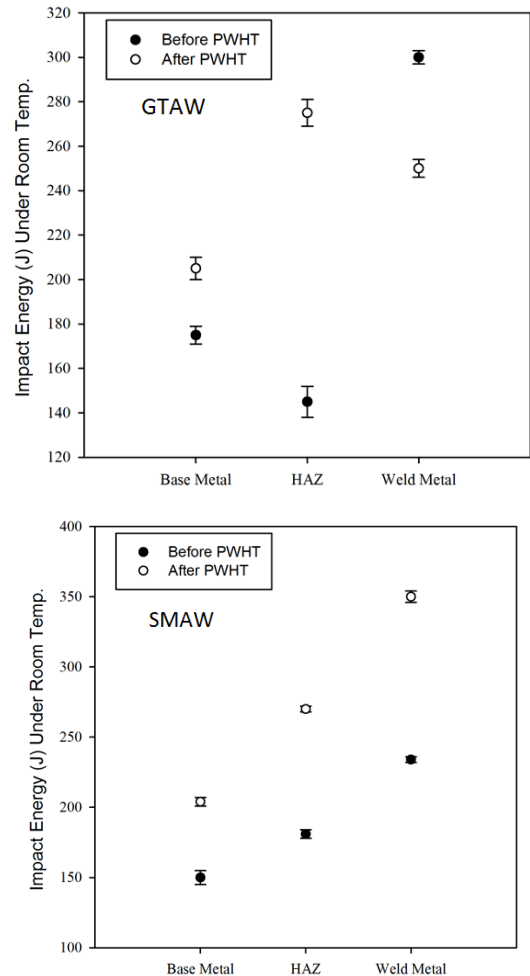 Impact Energy (J) Under Room Temp.
300
280
260
240
220
200
180
160
140
120
Before PWHT
After PWHT
GTAW
Base Metal HAZ Weld Metal
Impact Energy (J) Under Room Temp.
400
350
300
250
200
150
100
Before PWHT
After PWHT
SMAW
Base Metal HAZ Weld Metal